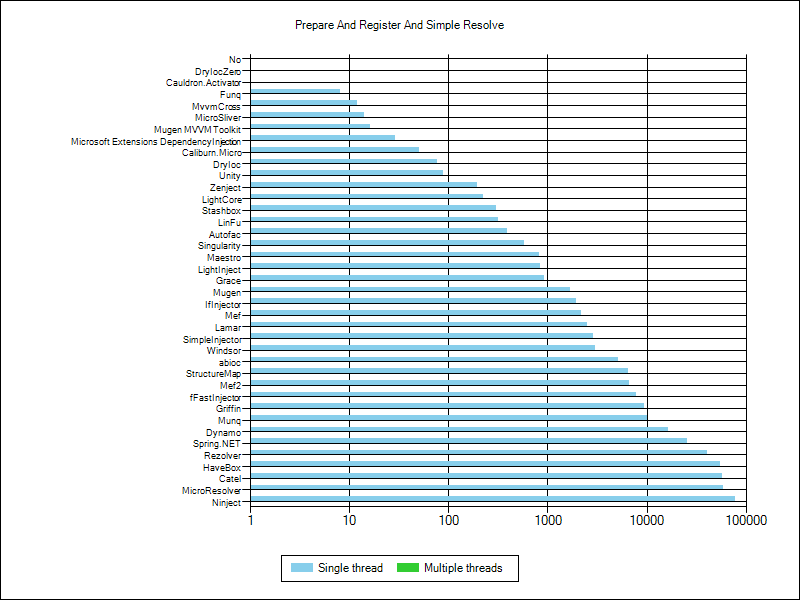 Prepare And Register And Simple Resolve
No
DryIocZero
Cauldron.Activator
Funq
MvvmCross
MicroSliver
Mugen MVVM Toolkit
Microsoft Extensions DependencyInjection
Caliburn.Micro
DryIoc
Unity
Zenject
LightCore
Stashbox
LinFu
Autofac
Singularity
Maestro
LightInject
Grace
Mugen
IfInjector
Mef
Lamar
SimpleInjector
Windsor
abioc
StructureMap
Mef2
fFastInjector
Griffin
Munq
Dynamo
Spring.NET
Rezolver
HaveBox
Catel
MicroResolver
Ninject
1 10 100 1000 10000 100000
Single thread Multiple threads